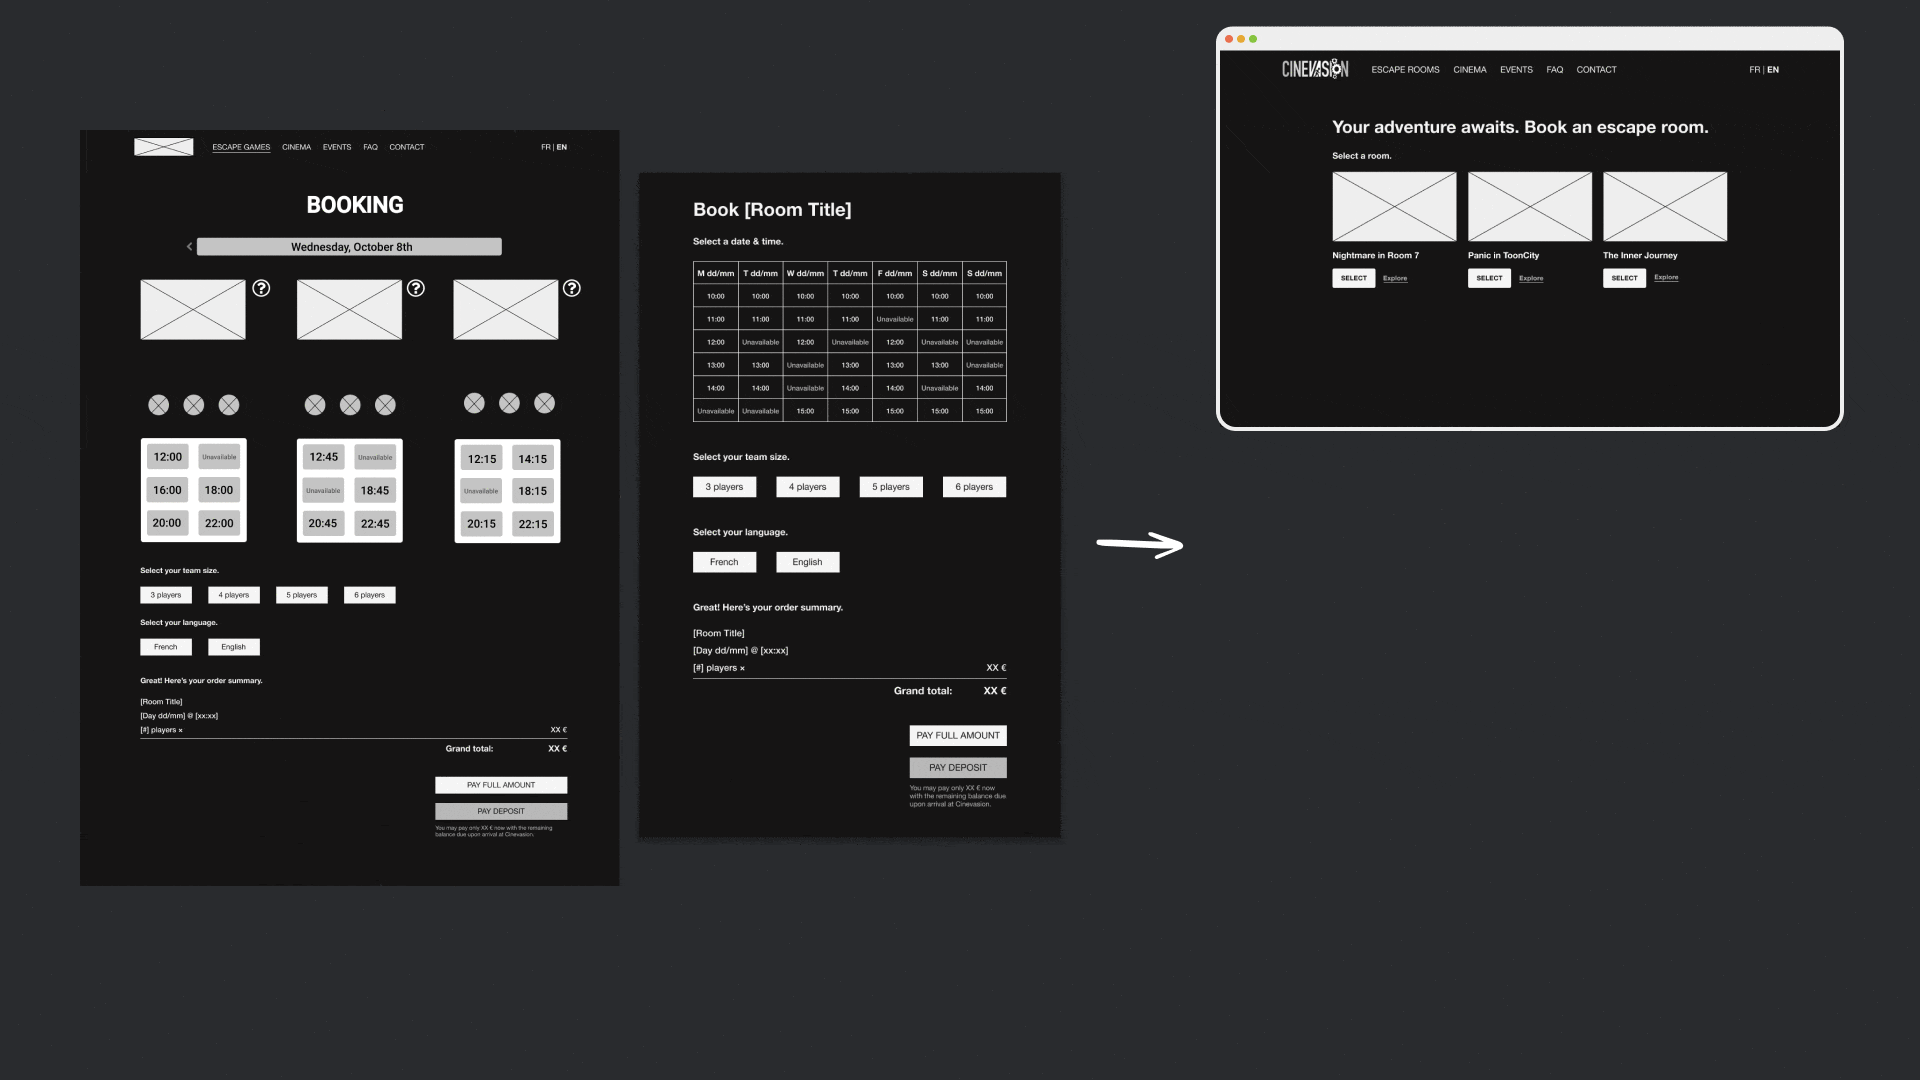 ESCAPE GAMES CINEMA EVENTS FAQ CONTACT FR | EN
BOOKING
Wednesday, October 8th
? ? ?
12:00 Unavailable
16:00 18:00
20:00 22:00
12:45 Unavailable
Unavailable 18:45
20:45 22:45
12:15 14:15
Unavailable 18:15
20:15 22:15
Select your team size.
3 players 4 players 5 players 6 players
Select your language.
French English
Great! Here's your order summary.
[Room Title]
[Day dd/mm] @ [xx:xx]
[#] players × XX €
Grand total: XX €
PAY FULL AMOUNT
PAY DEPOSIT
You may pay only XX € now with the remaining
balance due upon arrival at Cinevasion.
Book [Room Title]
Select a date & time.
M dd/mm T dd/mm W dd/mm T dd/mm F dd/mm S dd/mm S dd/mm
10:00 10:00 10:00 10:00 10:00 10:00 10:00
11:00 11:00 11:00 11:00 Unavailable 11:00 11:00
12:00 Unavailable 12:00 Unavailable 12:00 Unavailable Unavailable
13:00 13:00 Unavailable 13:00 13:00 13:00 Unavailable
14:00 14:00 Unavailable 14:00 14:00 Unavailable 14:00
Unavailable Unavailable 15:00 15:00 15:00 15:00 15:00
Select your team size.
3 players 4 players 5 players 6 players
Select your language.
French English
Great! Here's your order summary.
[Room Title]
[Day dd/mm] @ [xx:xx]
[#] players × XX €
Grand total: XX €
PAY FULL AMOUNT
PAY DEPOSIT
You may pay only XX € now
with the remaining balance due
upon arrival at Cinevasion.
CINEVASION ESCAPE ROOMS CINEMA EVENTS FAQ CONTACT FR | EN
Your adventure awaits. Book an escape room.
Select a room.
Nightmare in Room 7 Panic in ToonCity The Inner Journey
SELECT Explore SELECT Explore SELECT Explore